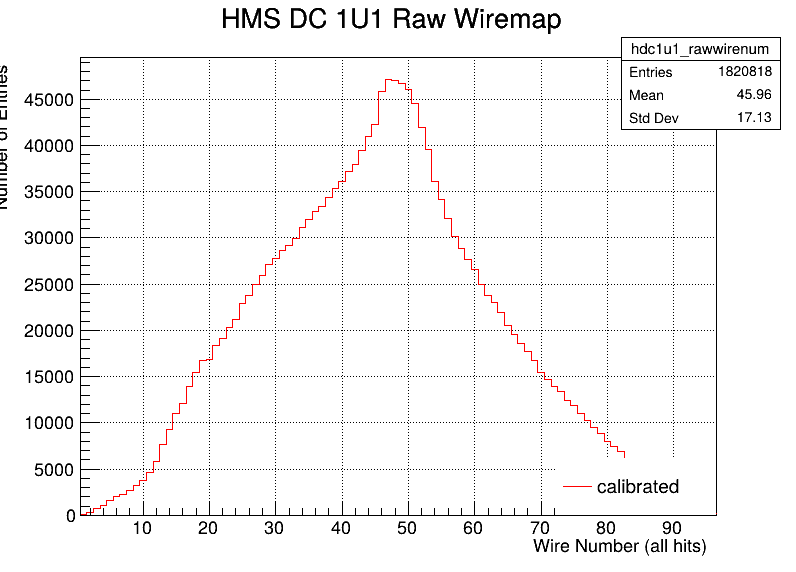 HMS DC 1U1 Raw Wiremap
hdc1u1_rawwirenum
Entries 1820818
Mean 45.96
Std Dev 17.13
Number of Entries
45000
40000
35000
30000
25000
20000
15000
10000
5000
0
calibrated
10 20 30 40 50 60 70 80 90
Wire Number (all hits)